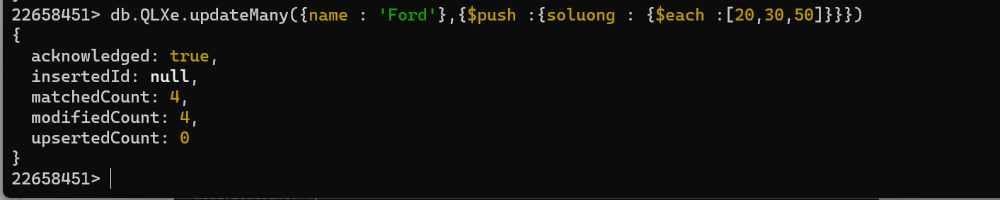 22658451> db.QLXe.updateMany({name : 'Ford'},{$push :{soluong : {$each :[20,30,50]}}})
{
  acknowledged: true,
  insertedId: null,
  matchedCount: 4,
  modifiedCount: 4,
  upsertedCount: 0
}
22658451>